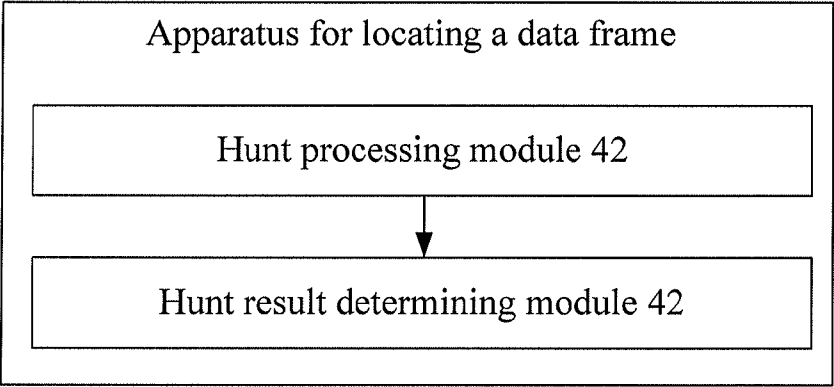 Apparatus for locating a data frame
Hunt processing module 42
Hunt result determining module 42